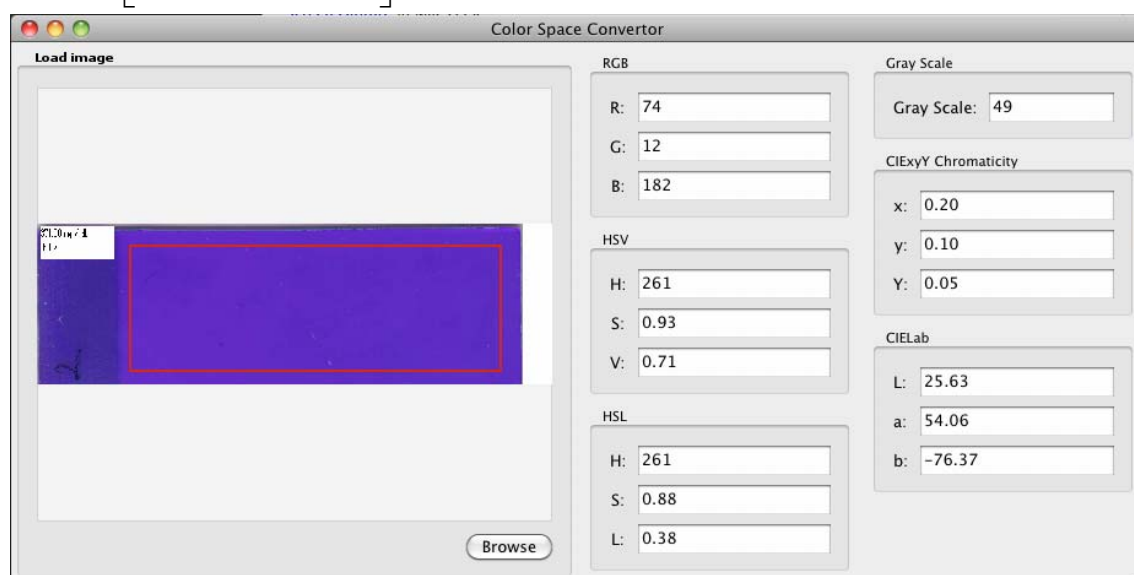 Color Space Convertor
Load image
Browse
RGB
R: 74
G: 12
B: 182
HSV
H: 261
S: 0.93
V: 0.71
HSL
H: 261
S: 0.88
L: 0.38
Gray Scale
Gray Scale: 49
CIExyY Chromaticity
x: 0.20
y: 0.10
Y: 0.05
CIELab
L: 25.63
a: 54.06
b: -76.37